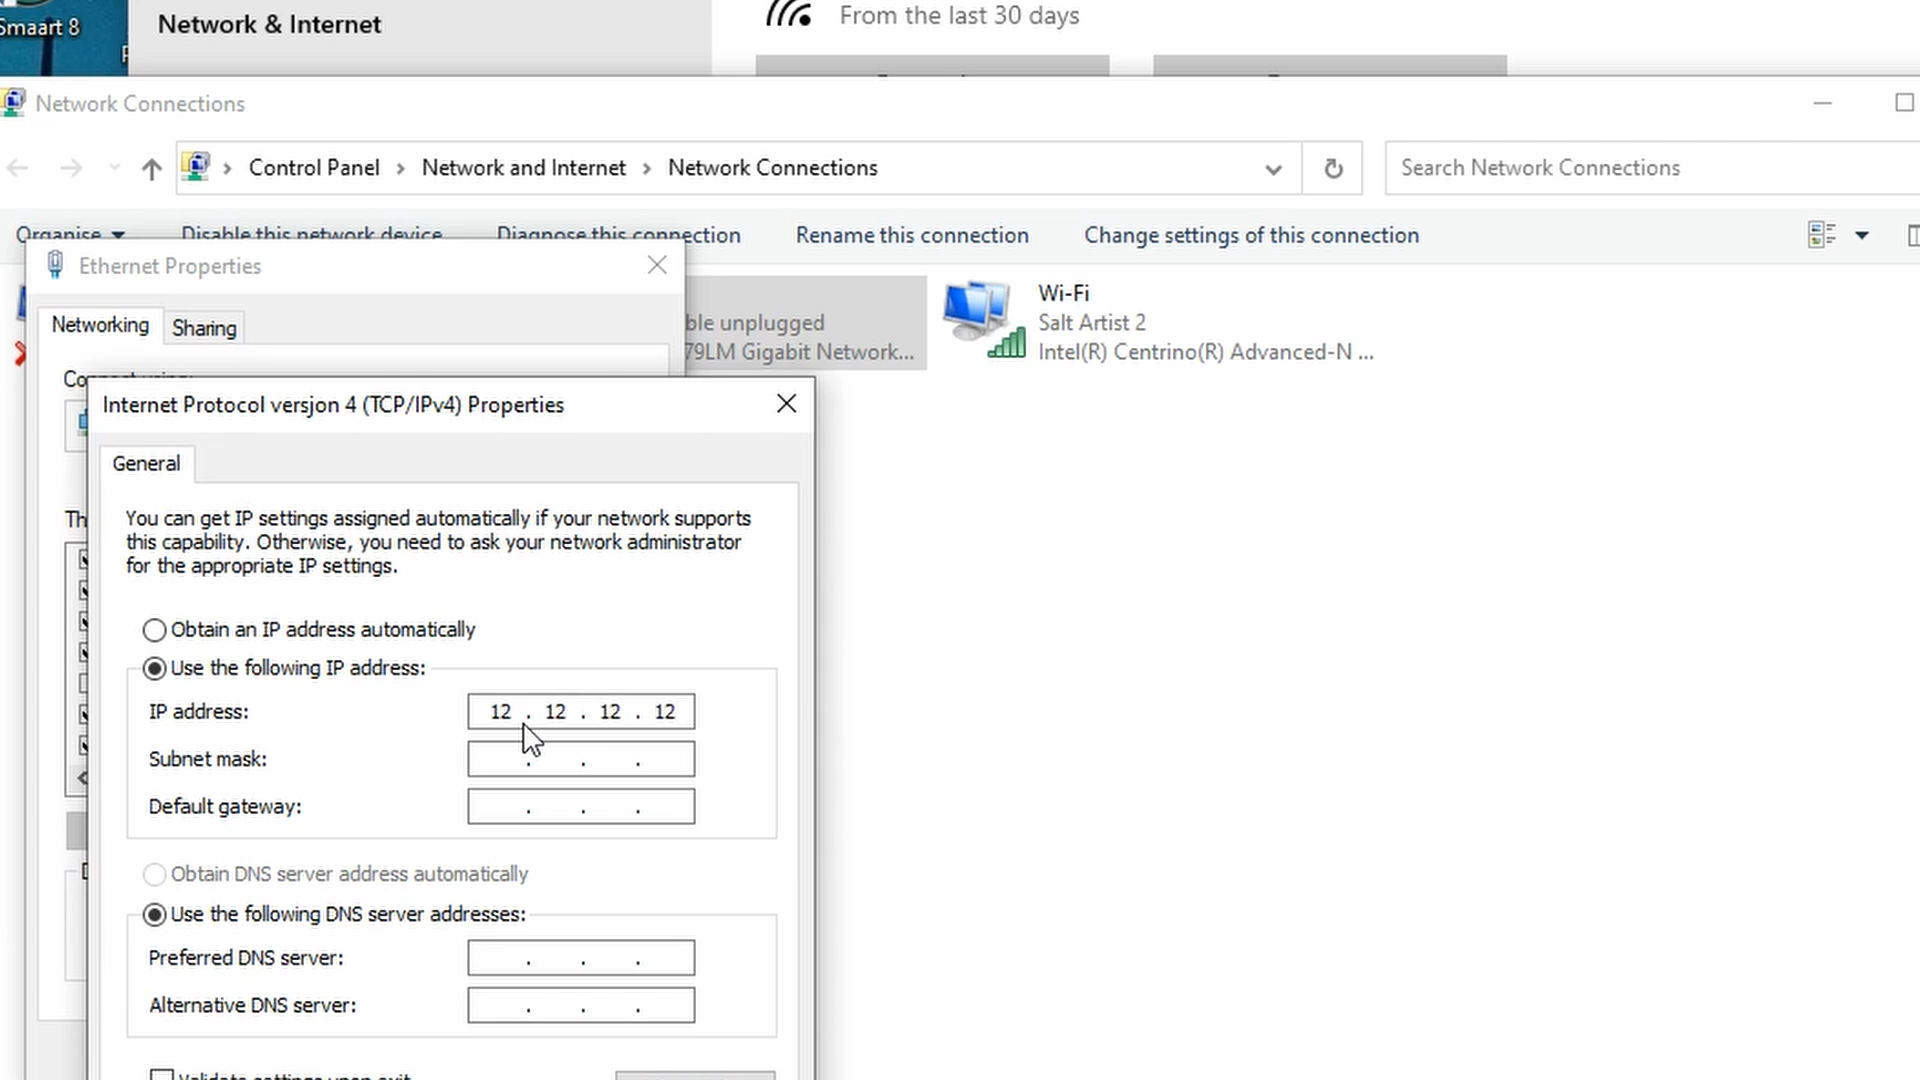 Smaart 8
Network & Internet
From the last 30 days
Network Connections
Control Panel > Network and Internet > Network Connections
Search Network Connections
Organise
Disable this network device
Diagnose this connection
Rename this connection
Change settings of this connection
Ethernet Properties
Networking
Sharing
ble unplugged
79LM Gigabit Network...
Wi-Fi
Salt Artist 2
Intel(R) Centrino(R) Advanced-N ...
Internet Protocol versjon 4 (TCP/IPv4) Properties
General
You can get IP settings assigned automatically if your network supports
this capability. Otherwise, you need to ask your network administrator
for the appropriate IP settings.
Obtain an IP address automatically
Use the following IP address:
IP address: 12 . 12 . 12 . 12
Subnet mask: . . .
Default gateway: . . .
Obtain DNS server address automatically
Use the following DNS server addresses:
Preferred DNS server: . . .
Alternative DNS server: . . .
Validate settings upon exit